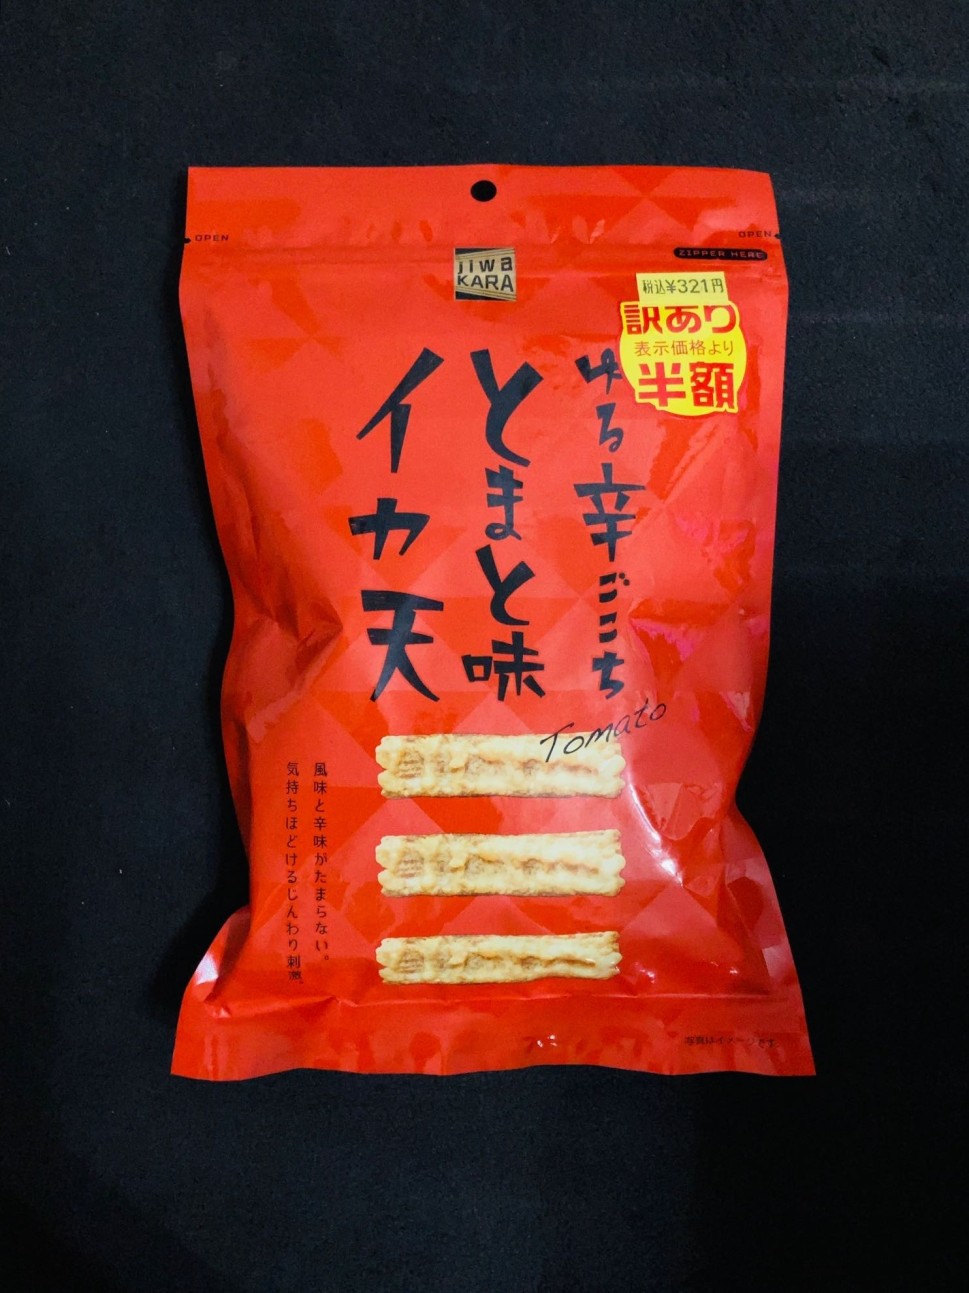 OPEN
OPEN
ZIPPER HERE
jiwa
KARA
税込¥321円
訳あり
表示価格より
半額
ゆる辛ごこち
とまと味
イカ天
Tomato
風味と辛味がたまらない。
気持ちほどけるじんわり刺激。
写真はイメージです。